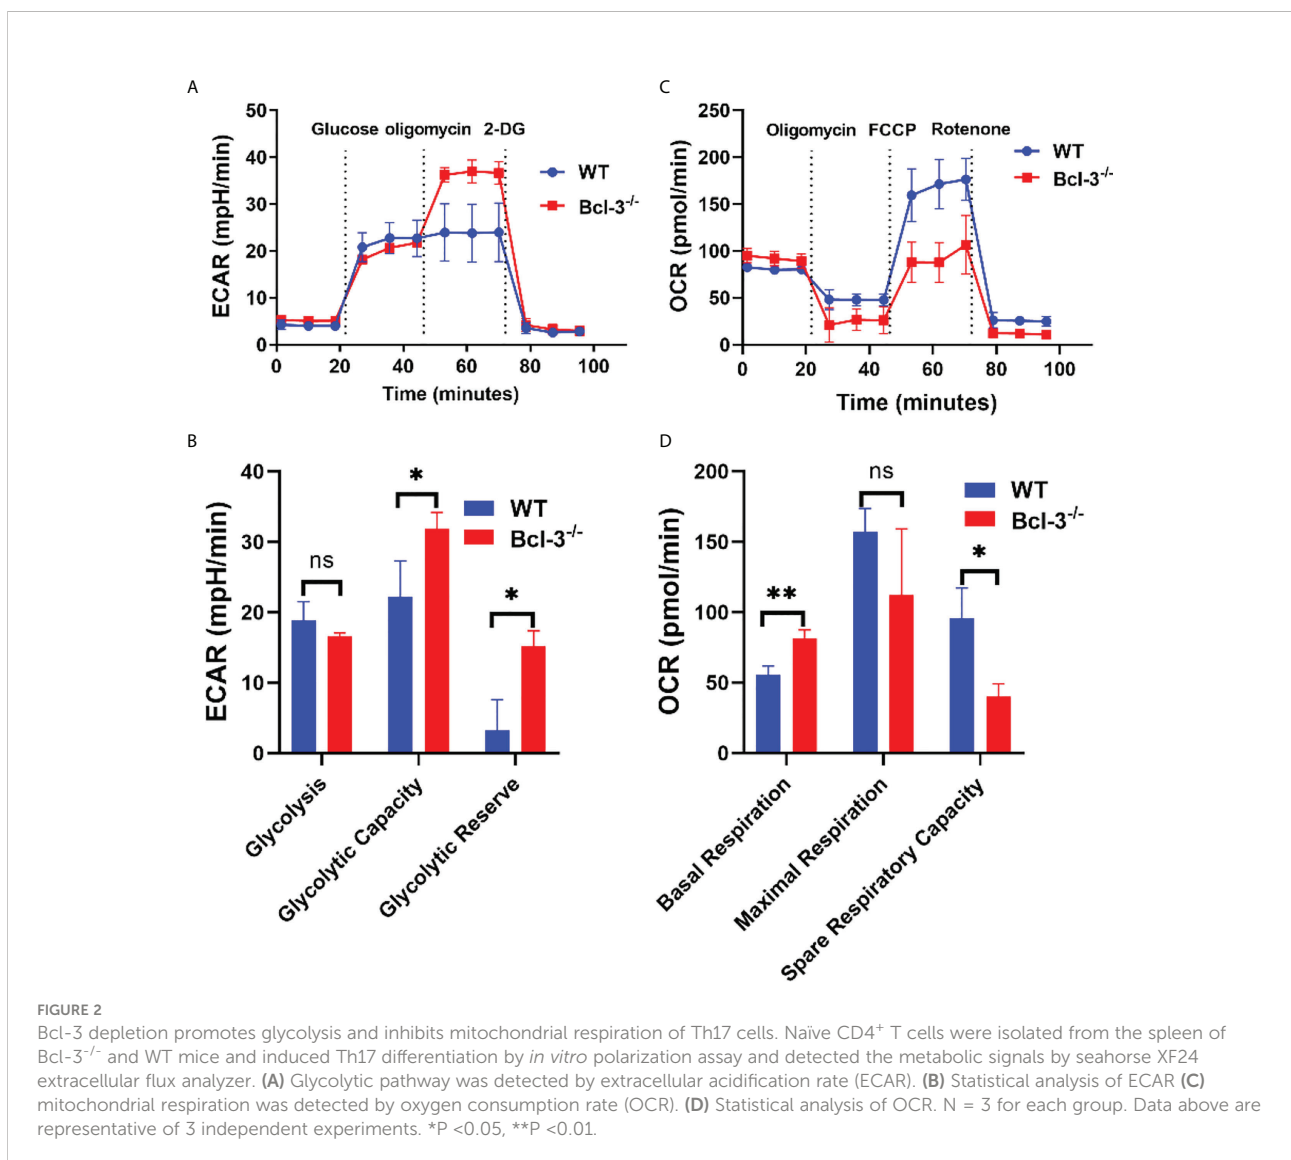 A
50
40
30
20
10
0
ECAR (mpH/min)
Glucose oligomycin 2-DG
WT
Bcl-3-/-
0 20 40 60 80 100
Time (minutes)
C
250
200
150
100
50
0
OCR (pmol/min)
Oligomycin FCCP Rotenone
WT
Bcl-3-/-
0 20 40 60 80 100
Time (minutes)
B
40
30
20
10
0
ECAR (mpH/min)
ns
*
*
WT
Bcl-3-/-
Glycolysis
Glycolytic Capacity
Glycolytic Reserve
D
200
150
100
50
0
OCR (pmol/min)
**
ns
*
WT
Bcl-3-/-
Basal Respiration
Maximal Respiration
Spare Respiratory Capacity
FIGURE 2
Bcl-3 depletion promotes glycolysis and inhibits mitochondrial respiration of Th17 cells. Naïve CD4+ T cells were isolated from the spleen of
Bcl-3-/- and WT mice and induced Th17 differentiation by in vitro polarization assay and detected the metabolic signals by seahorse XF24
extracellular flux analyzer. (A) Glycolytic pathway was detected by extracellular acidification rate (ECAR). (B) Statistical analysis of ECAR (C)
mitochondrial respiration was detected by oxygen consumption rate (OCR). (D) Statistical analysis of OCR. N = 3 for each group. Data above are
representative of 3 independent experiments. *P <0.05, **P <0.01.